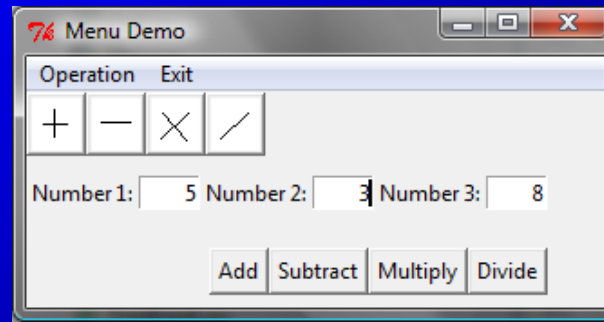 Menu Demo
Operation Exit
Number 1: 5 Number 2: 3 Number 3: 8
Add Subtract Multiply Divide